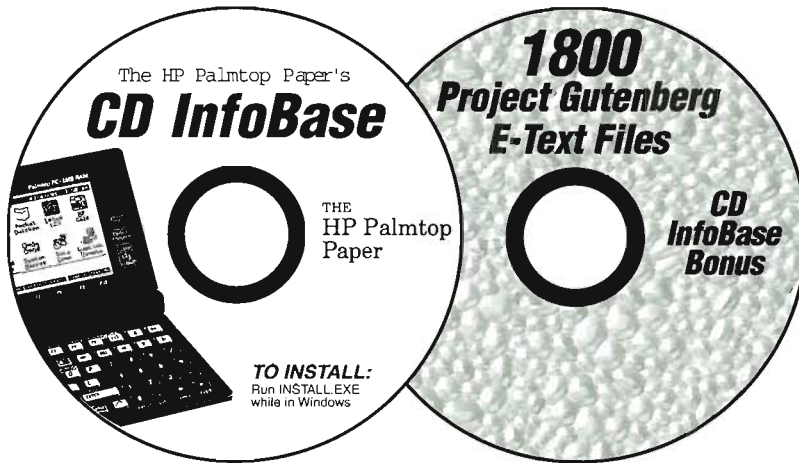 The HP Palmtop Paper's
CD InfoBase
THE
HP Palmtop
Paper
TO INSTALL:
Run INSTALL.EXE
while in Windows
1800
Project Gutenberg
E-Text Files
CD
InfoBase
Bonus